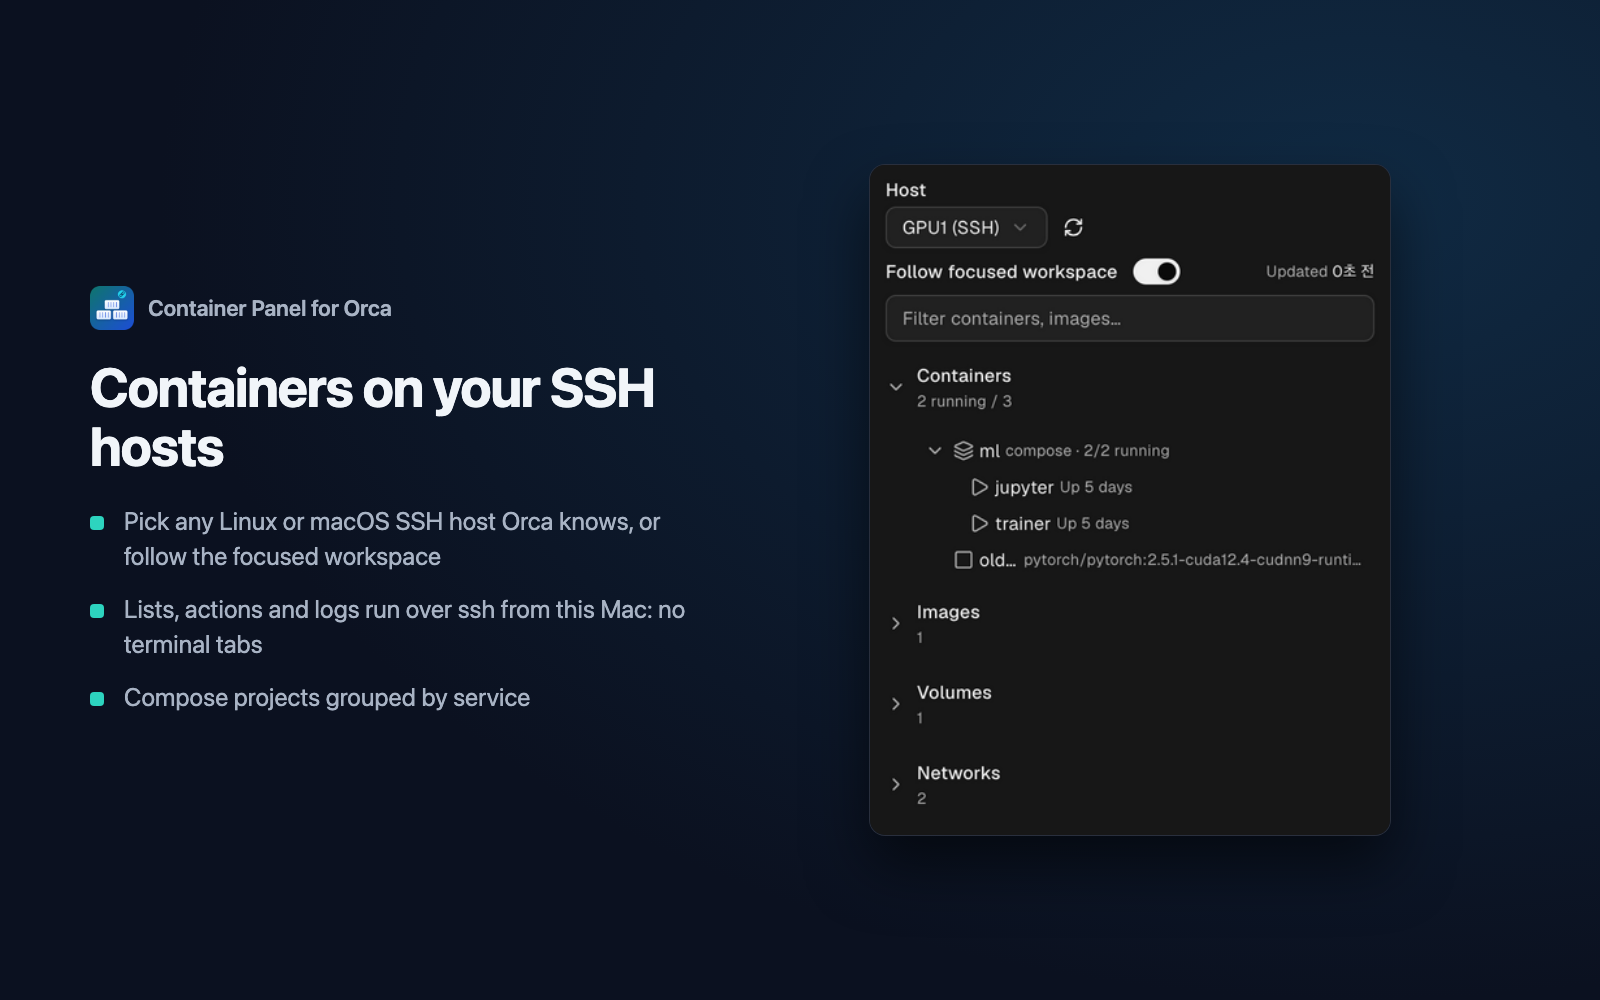 Container Panel for Orca
Containers on your SSH
hosts
Pick any Linux or macOS SSH host Orca knows, or
follow the focused workspace
Lists, actions and logs run over ssh from this Mac: no
terminal tabs
Compose projects grouped by service
Host
GPU1 (SSH)
Follow focused workspace
Updated 0초 전
Filter containers, images…
Containers
2 running / 3
ml compose · 2/2 running
jupyter Up 5 days
trainer Up 5 days
old… pytorch/pytorch:2.5.1-cuda12.4-cudnn9-runti…
Images
1
Volumes
1
Networks
2